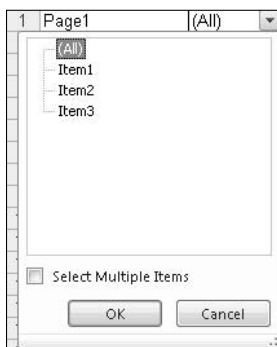 1 Page1 (All)
(All)
Item1
Item2
Item3
Select Multiple Items
OK Cancel